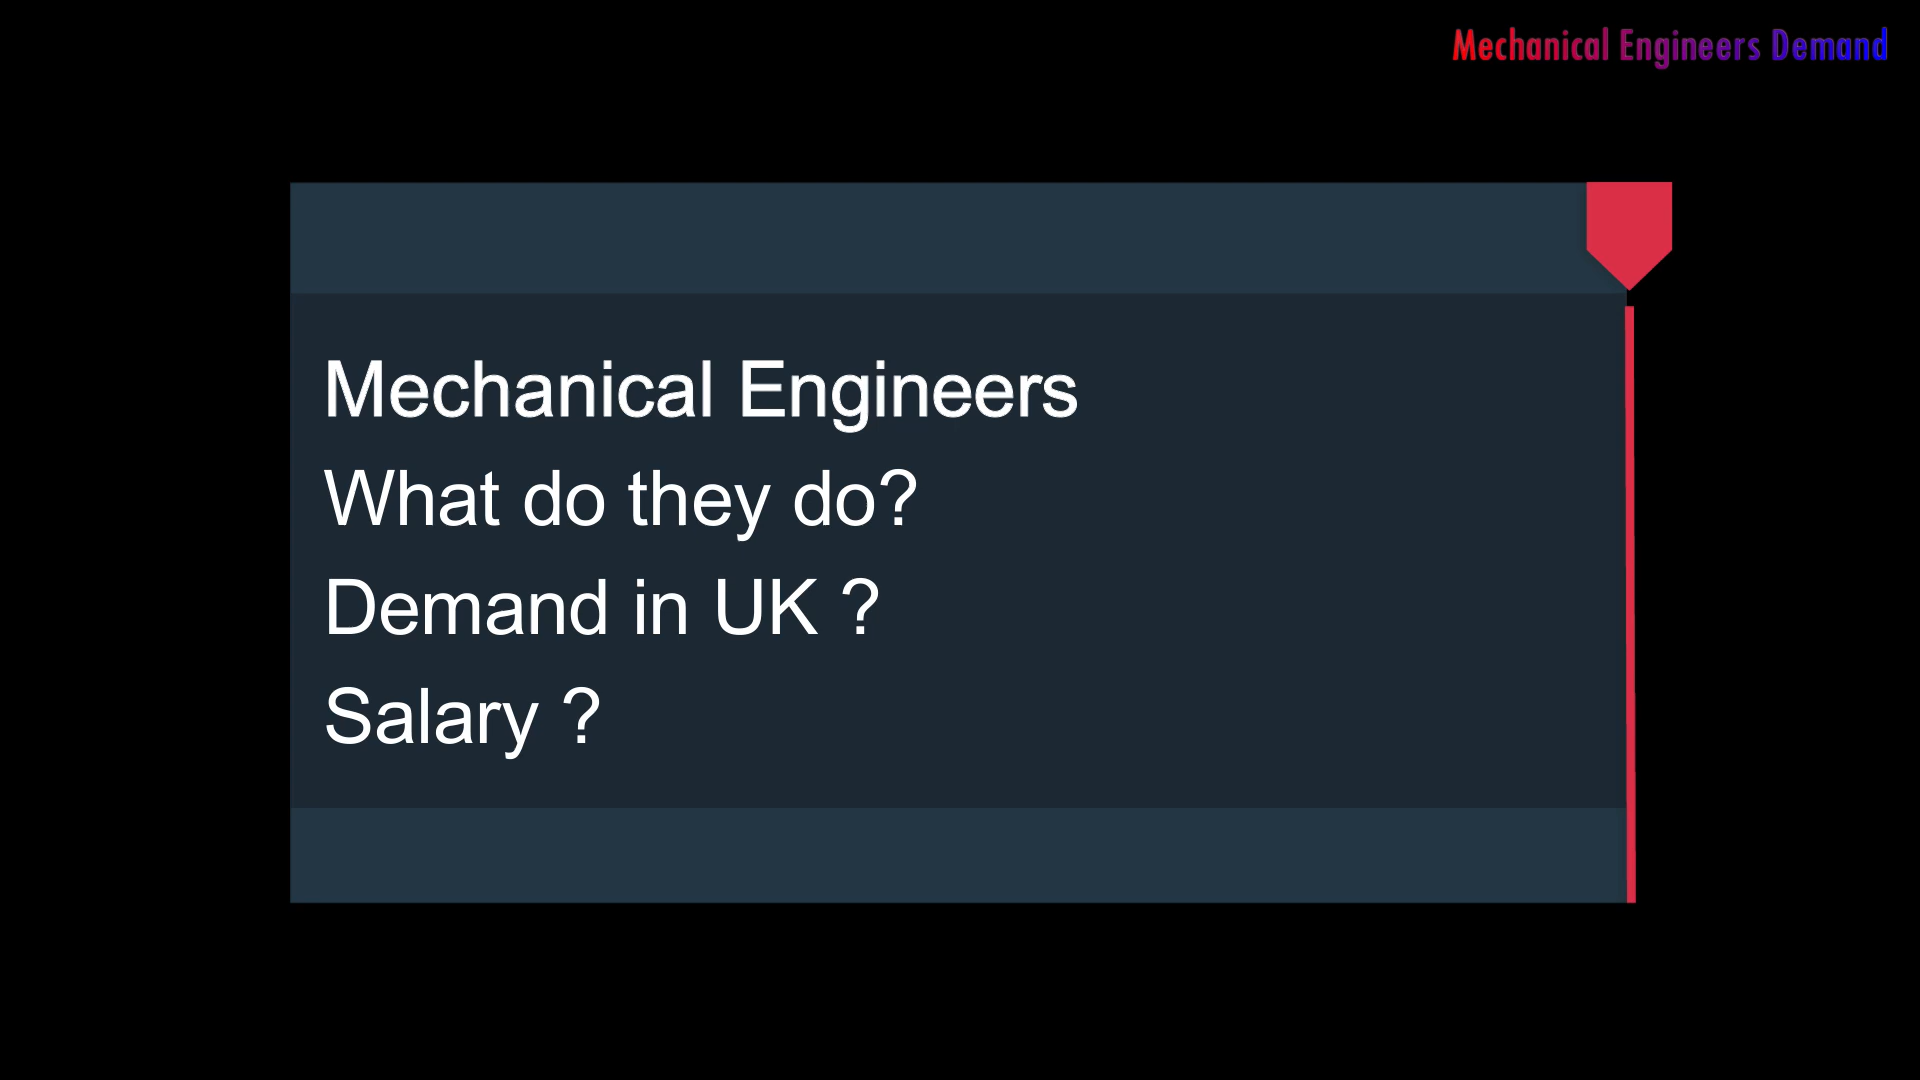 Mechanical Engineers Demand
Mechanical Engineers
What do they do?
Demand in UK ?
Salary ?